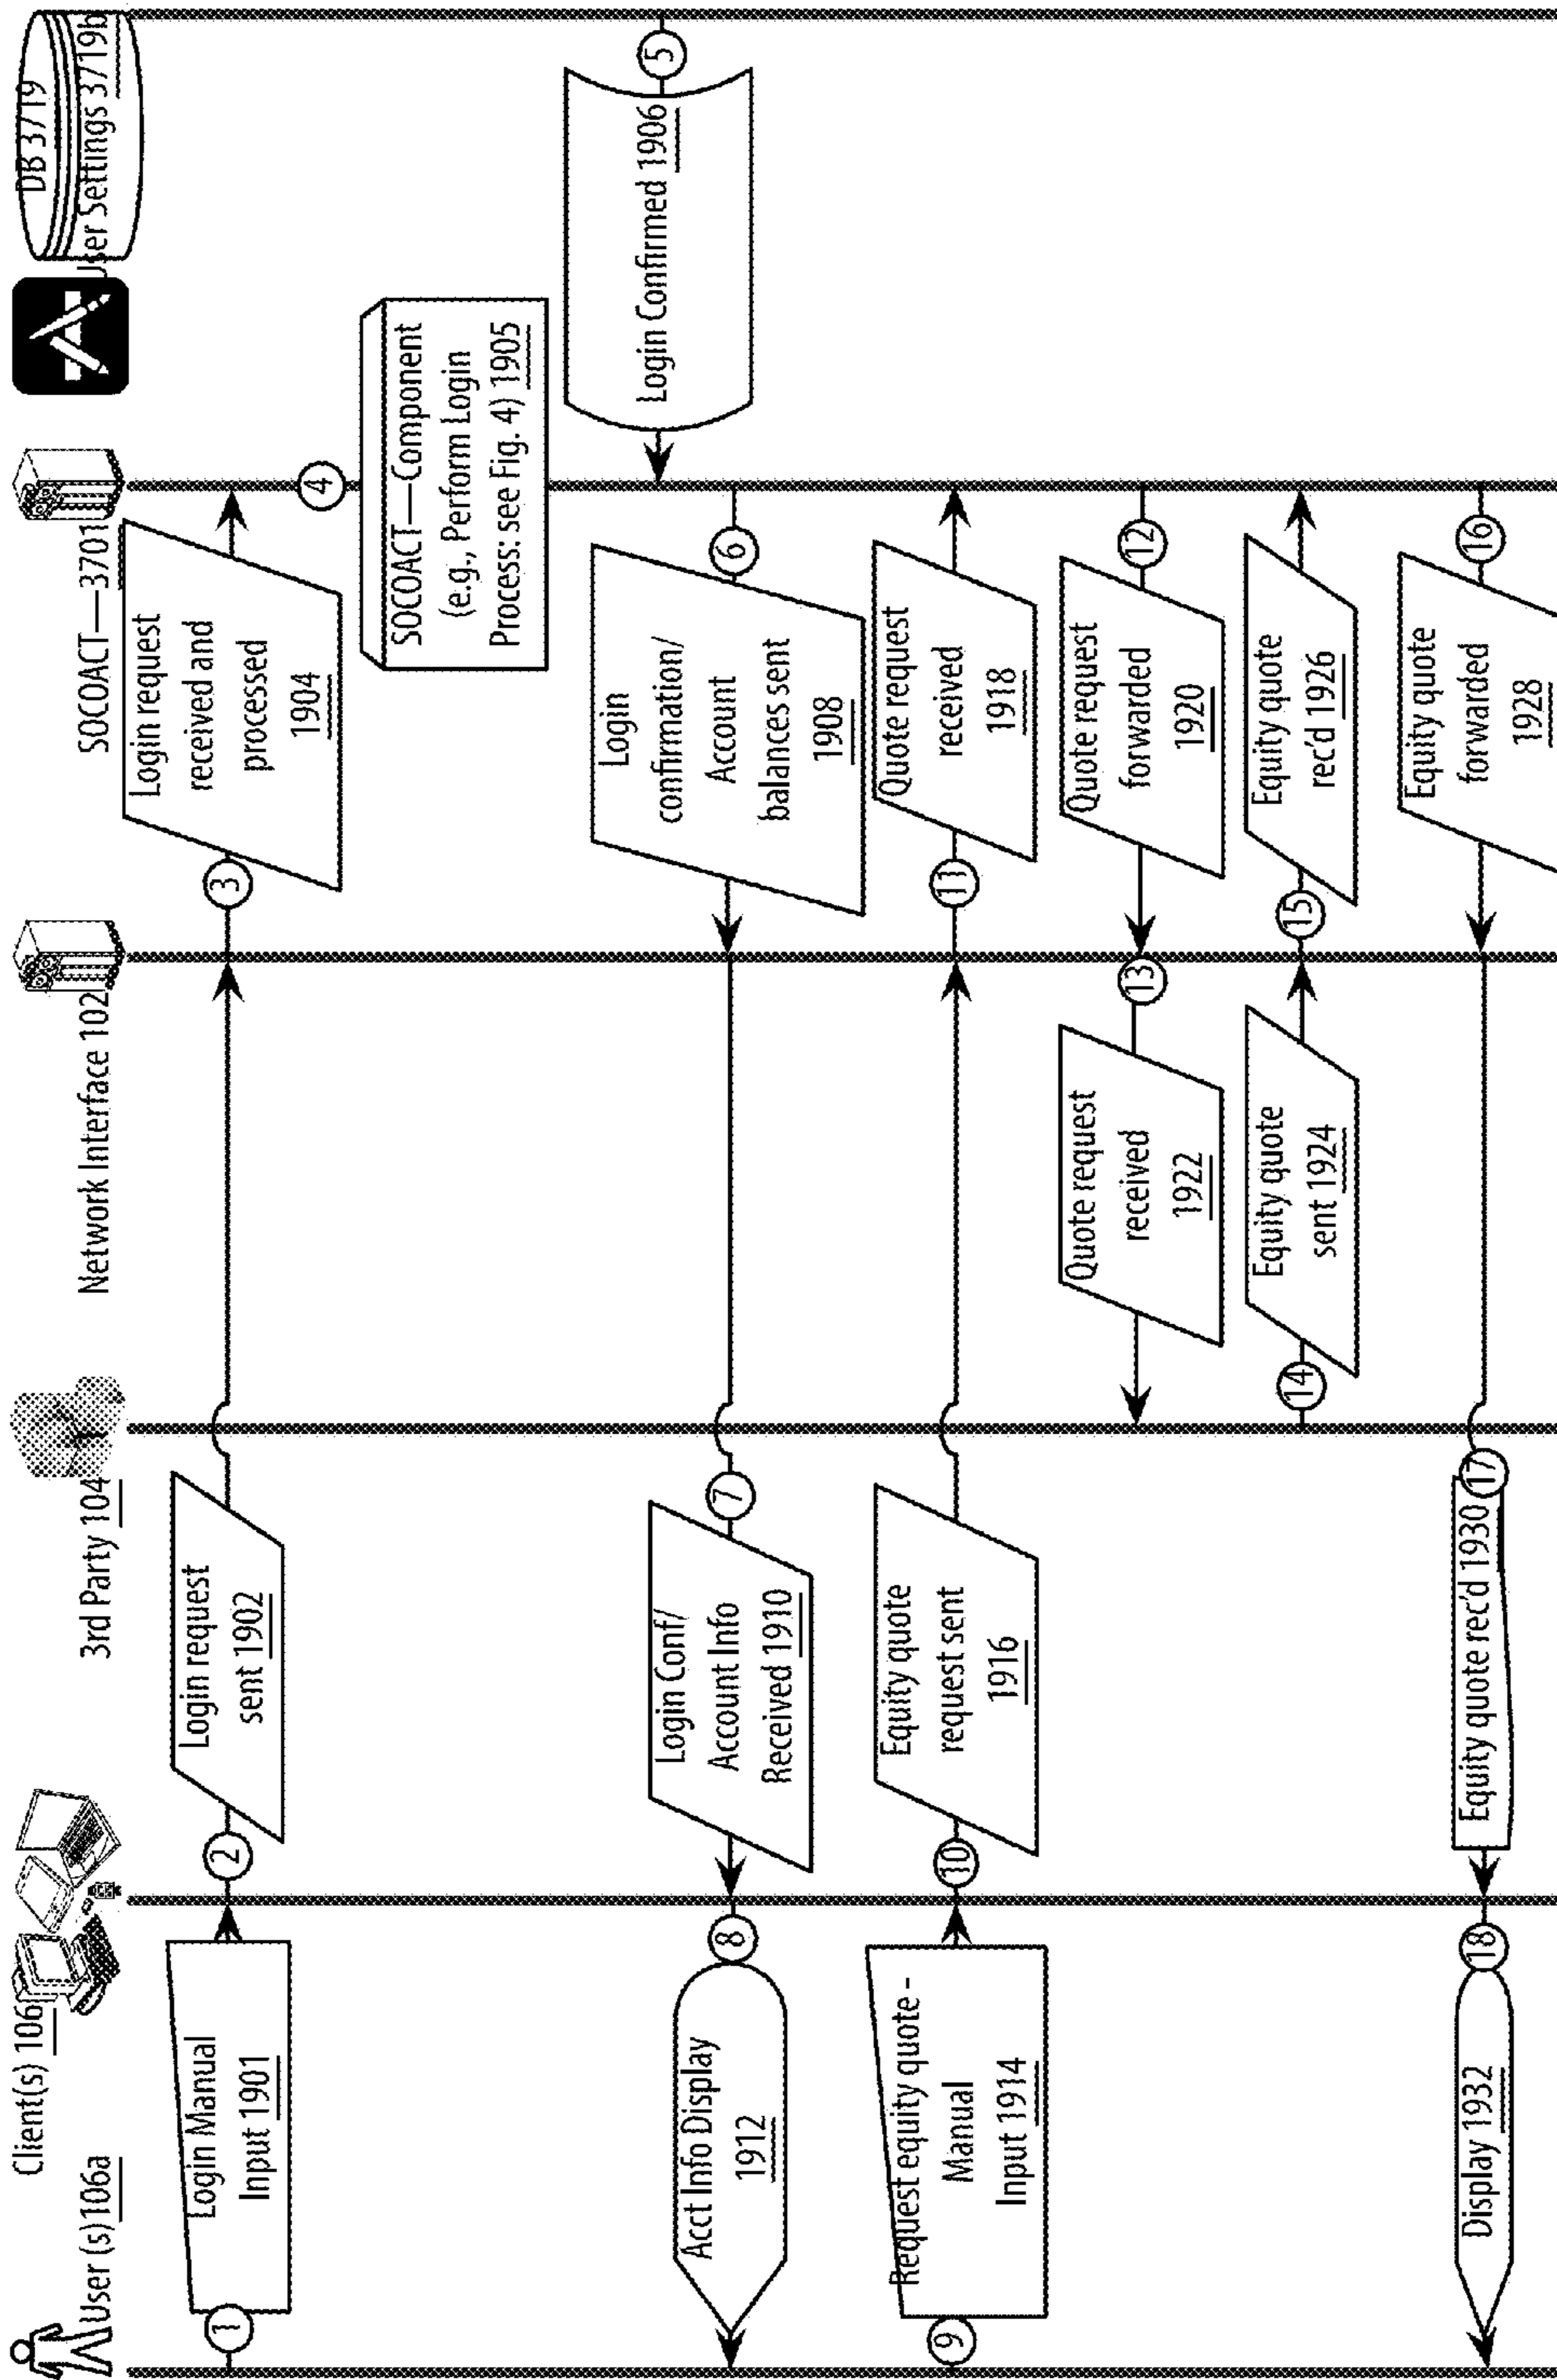 User (s) 106a
Client(s) 106
3rd Party 104
Network Interface 102
SOCOACT—3701
DB 3719
User Settings 3719b
1
Login Manual
Input 1901
2
Login request
sent 1902
3
Login request
received and
processed
1904
4
SOCOACT—Component
(e.g., Perform Login
Process: see Fig. 4) 1905
5
Login Confirmed 1906
6
Login
confirmation/
Account
balances sent
1908
7
Login Conf/
Account Info
Received 1910
8
Acct Info Display
1912
9
Request equity quote -
Manual
Input 1914
10
Equity quote
request sent
1916
11
Quote request
received
1918
12
Quote request
forwarded
1920
13
Quote request
received
1922
14
Equity quote
sent 1924
15
Equity quote
rec'd 1926
16
Equity quote
forwarded
1928
17
Equity quote rec'd 1930
18
Display 1932